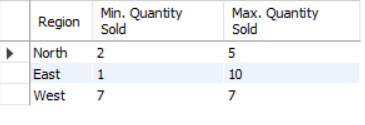 Region Min. Quantity Sold Max. Quantity Sold
North 2 5
East 1 10
West 7 7